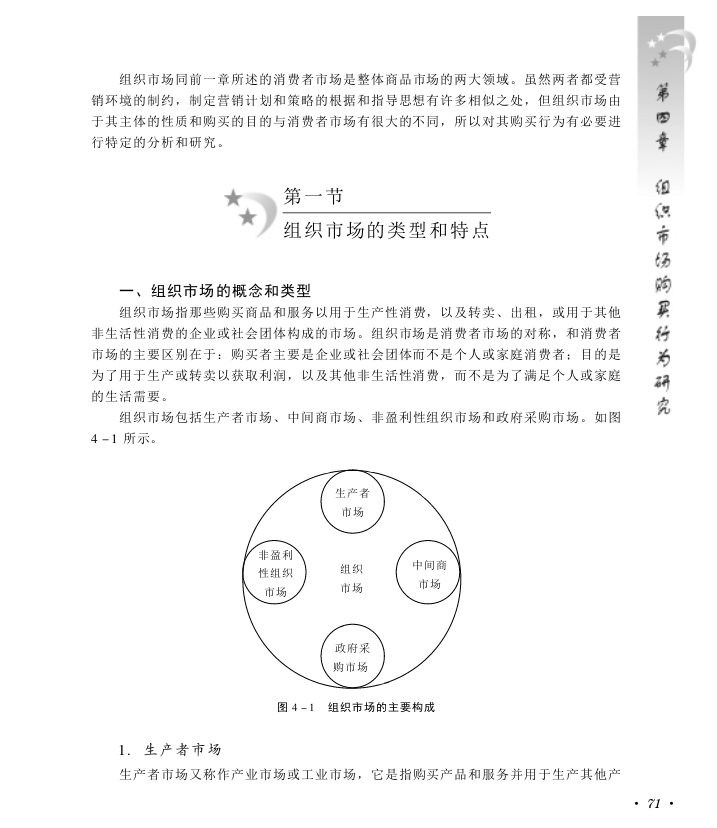 组织市场同前一章所述的消费者市场是整体商品市场的两大领域。虽然两者都受营
销环境的制约，制定营销计划和策略的根据和指导思想有许多相似之处，但组织市场由
于其主体的性质和购买的目的与消费者市场有很大的不同，所以对其购买行为有必要进
行特定的分析和研究。
第一节
组织市场的类型和特点
一、组织市场的概念和类型
组织市场指那些购买商品和服务以用于生产性消费，以及转卖、出租，或用于其他
非生活性消费的企业或社会团体构成的市场。组织市场是消费者市场的对称，和消费者
市场的主要区别在于：购买者主要是企业或社会团体而不是个人或家庭消费者；目的是
为了用于生产或转卖以获取利润，以及其他非生活性消费，而不是为了满足个人或家庭
的生活需要。
组织市场包括生产者市场、中间商市场、非盈利性组织市场和政府采购市场。如图
4－1 所示。
生产者
市场
非盈利
性组织
市场
组织
市场
中间商
市场
政府采
购市场
图 4－1 组织市场的主要构成
1. 生产者市场
生产者市场又称作产业市场或工业市场，它是指购买产品和服务并用于生产其他产
第四章 组织市场购买行为研究
· 71 ·